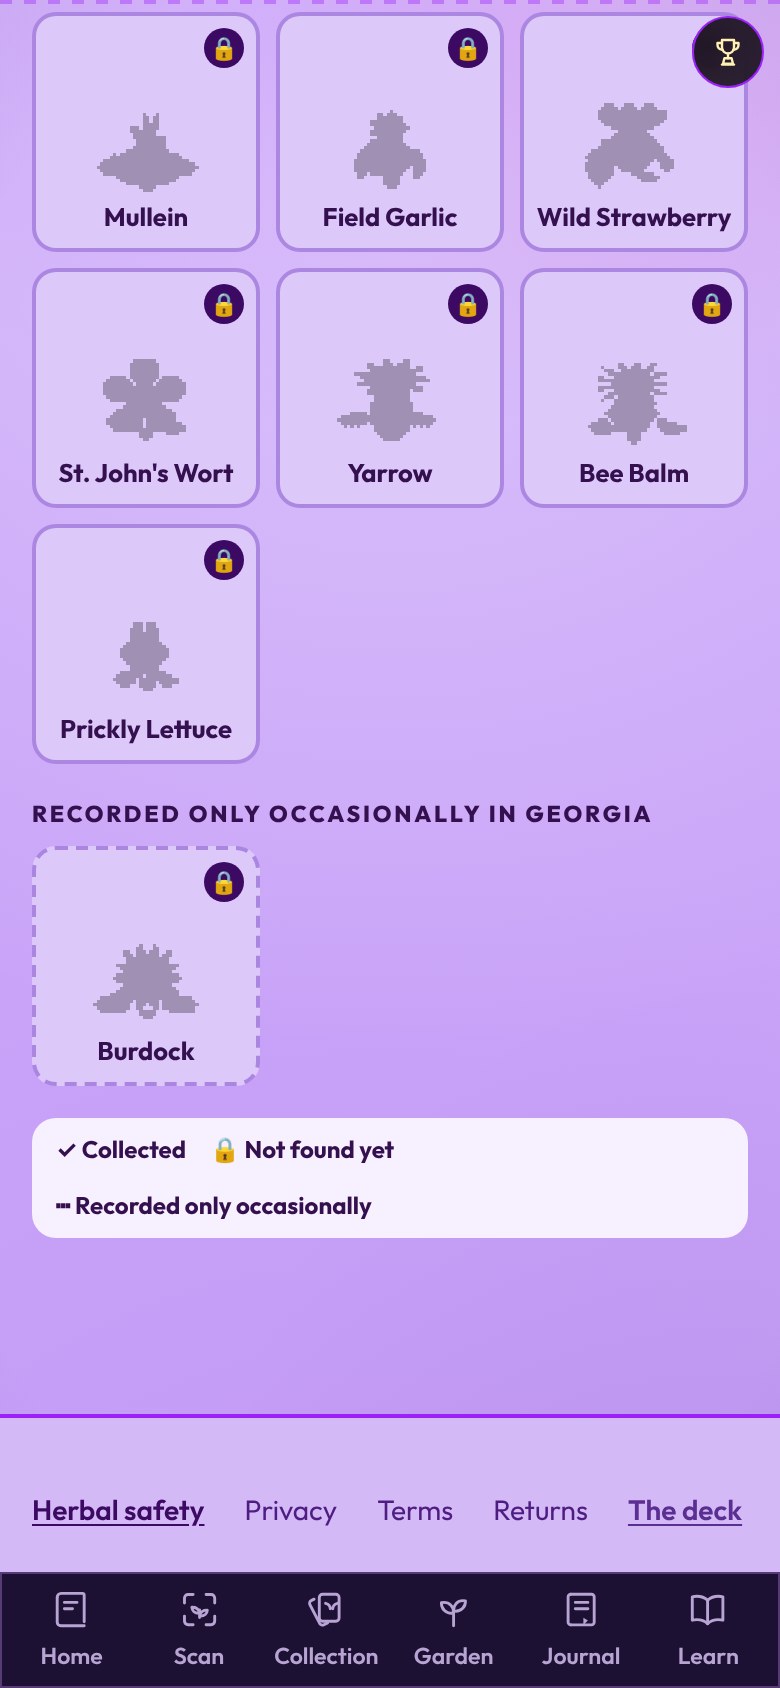 Mullein
Field Garlic
Wild Strawberry
St. John's Wort
Yarrow
Bee Balm
Prickly Lettuce
RECORDED ONLY OCCASIONALLY IN GEORGIA
Burdock
✓ Collected 🔒 Not found yet
┅ Recorded only occasionally
Herbal safety Privacy Terms Returns The deck
Home Scan Collection Garden Journal Learn